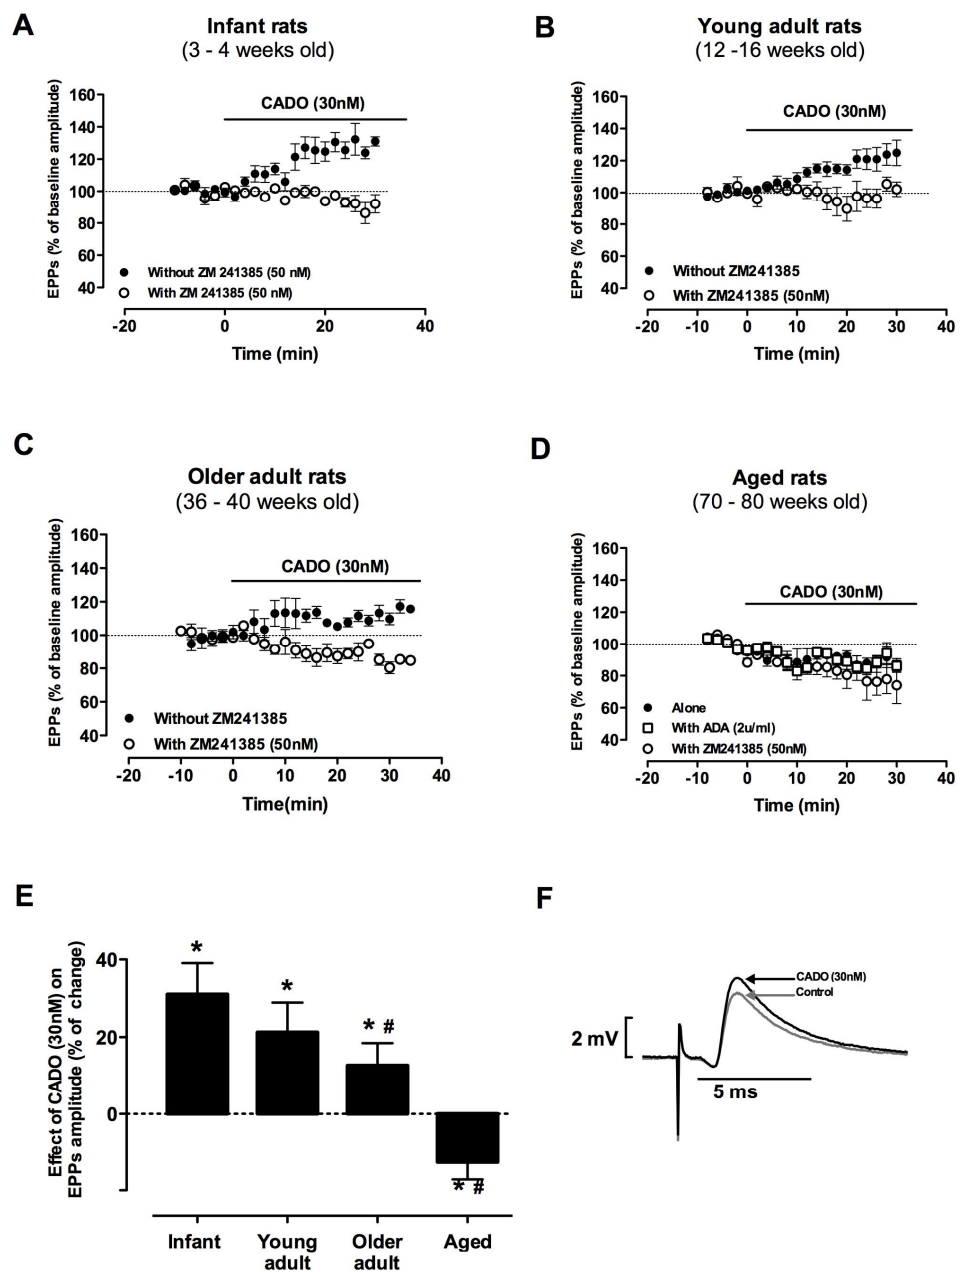 A
Infant rats
(3 - 4 weeks old)
EPPs (% of baseline amplitude)
160
140
120
100
80
60
40
CADO (30nM)
Without ZM 241385 (50 nM)
With ZM 241385 (50 nM)
-20
0
20
40
Time (min)
B
Young adult rats
(12 -16 weeks old)
EPPs (% of baseline amplitude)
160
140
120
100
80
60
40
CADO (30nM)
Without ZM241385
With ZM241385 (50nM)
-20
-10
0
10
20
30
40
Time (min)
C
Older adult rats
(36 - 40 weeks old)
EPPs (% of baseline amplitude)
160
140
120
100
80
60
40
CADO (30nM)
Without ZM241385
With ZM241385 (50nM)
-20
-10
0
10
20
30
40
Time(min)
D
Aged rats
(70 - 80 weeks old)
EPPs (% of baseline amplitude)
160
140
120
100
80
60
40
CADO (30nM)
Alone
With ADA (2u/ml)
With ZM241385 (50nM)
-20
-10
0
10
20
30
40
Time (min)
E
Effect of CADO (30nM) on
EPPs amplitude (% of change)
40
20
0
*
*
* #
* #
Infant
Young
adult
Older
adult
Aged
F
CADO (30nM)
Control
2 mV
5 ms